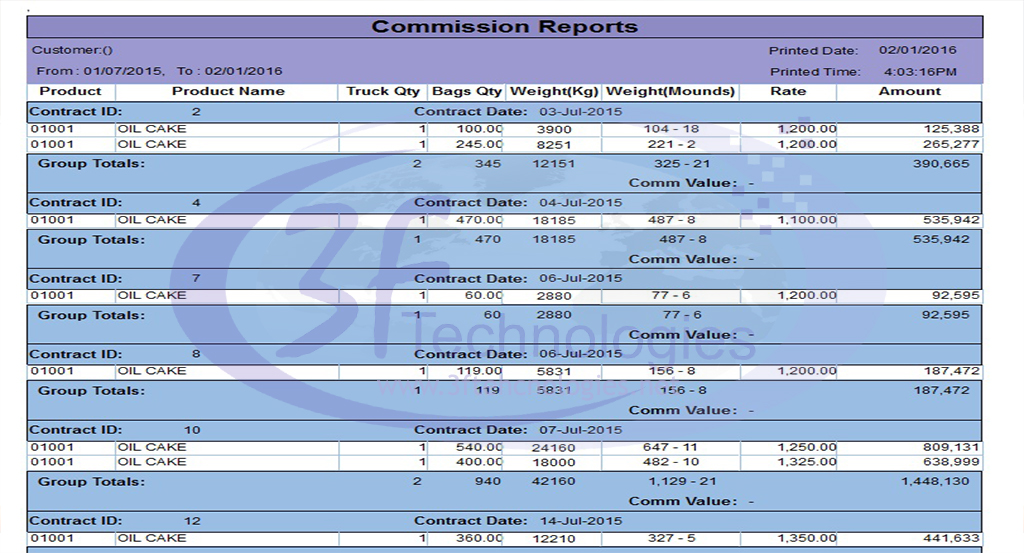 Commission Reports
Customer:() Printed Date: 02/01/2016
From : 01/07/2015, To : 02/01/2016 Printed Time: 4:03:16PM
Product Product Name Truck Qty Bags Qty Weight(Kg) Weight(Mounds) Rate Amount
Contract ID: 2 Contract Date: 03-Jul-2015
01001 OIL CAKE 1 100.00 3900 104 - 18 1,200.00 125,388
01001 OIL CAKE 1 245.00 8251 221 - 2 1,200.00 265,277
Group Totals: 2 345 12151 325 - 21 390,665
Comm Value: -
Contract ID: 4 Contract Date: 04-Jul-2015
01001 OIL CAKE 1 470.00 18185 487 - 8 1,100.00 535,942
Group Totals: 1 470 18185 487 - 8 535,942
Comm Value: -
Contract ID: 7 Contract Date: 06-Jul-2015
01001 OIL CAKE 1 60.00 2880 77 - 6 1,200.00 92,595
Group Totals: 1 60 2880 77 - 6 92,595
Comm Value: -
3f Technologies
Contract ID: 8 Contract Date: 06-Jul-2015
01001 OIL CAKE 1 119.00 5831 156 - 8 1,200.00 187,472
www.3ftechnologies.net
Group Totals: 1 119 5831 156 - 8 187,472
Comm Value: -
Contract ID: 10 Contract Date: 07-Jul-2015
01001 OIL CAKE 1 540.00 24160 647 - 11 1,250.00 809,131
01001 OIL CAKE 1 400.00 18000 482 - 10 1,325.00 638,999
Group Totals: 2 940 42160 1,129 - 21 1,448,130
Comm Value: -
Contract ID: 12 Contract Date: 14-Jul-2015
01001 OIL CAKE 1 360.00 12210 327 - 5 1,350.00 441,633